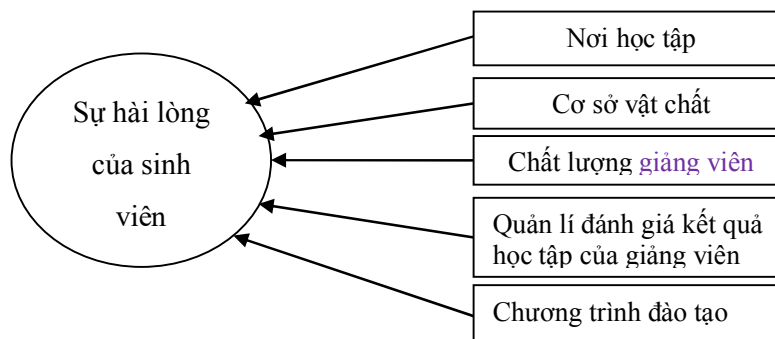 Sự hài lòng
của sinh
viên
Nơi học tập
Cơ sở vật chất
Chất lượng giảng viên
Quản lí đánh giá kết quả
học tập của giảng viên
Chương trình đào tạo